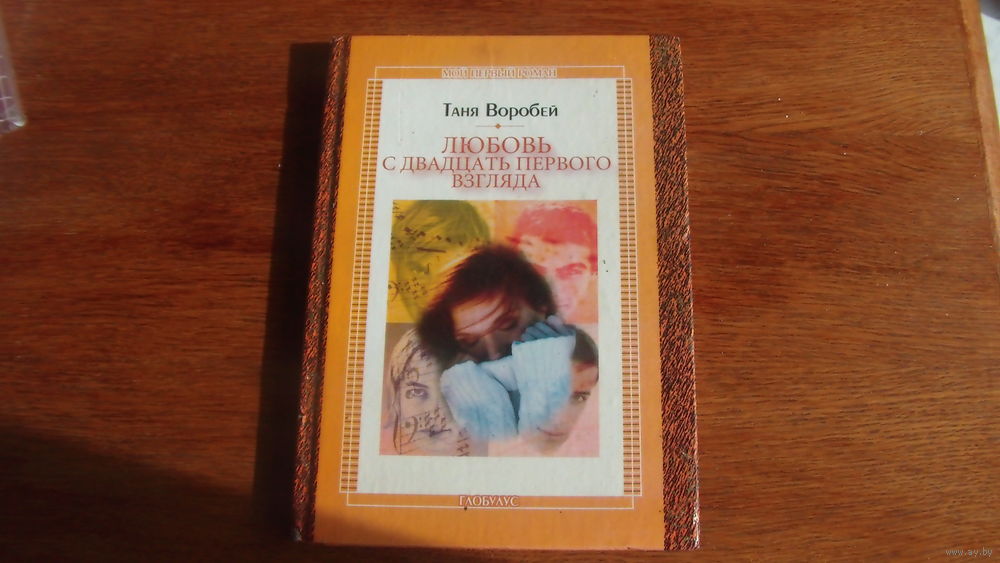 МОЙ ПЕРВЫЙ РОМАН
Таня Воробей
ЛЮБОВЬ
С ДВАДЦАТЬ ПЕРВОГО
ВЗГЛЯДА
ГЛОБУЛУС
www.ay.by